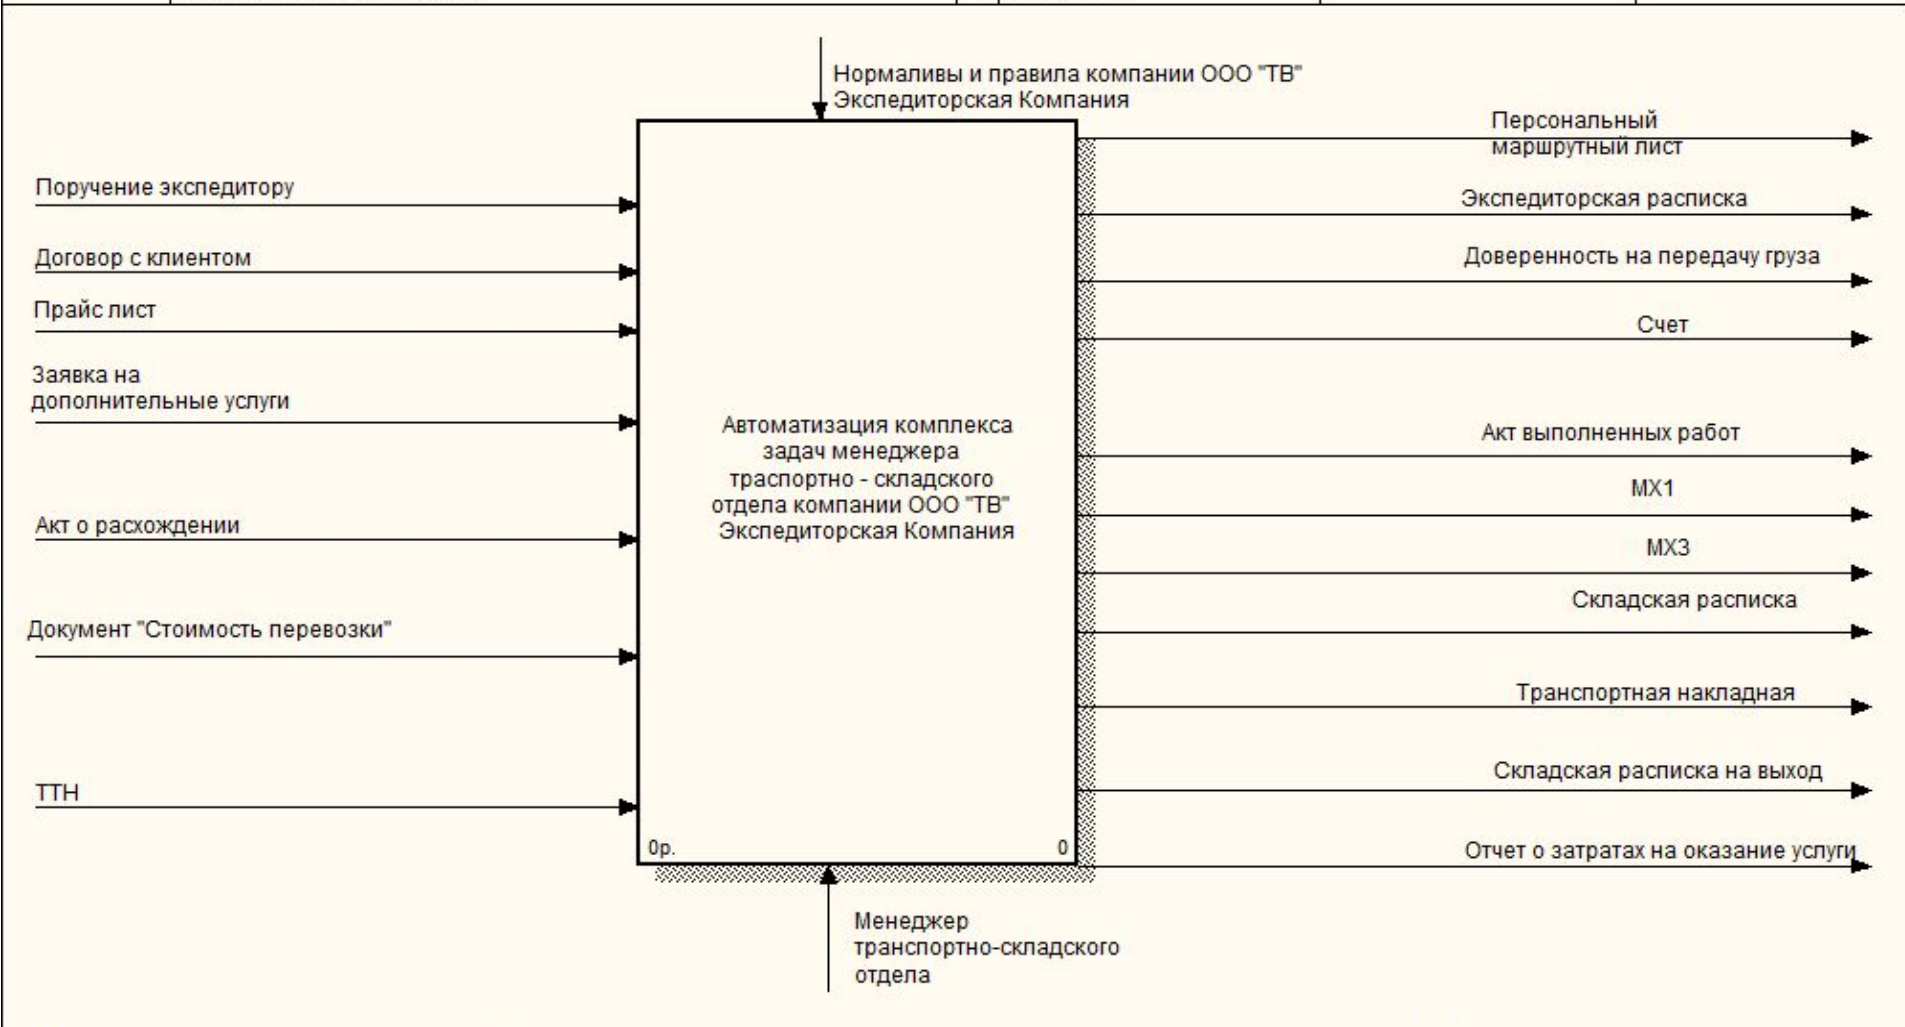 Нормаливы и правила компании ООО "ТВ"
Экспедиторская Компания
Поручение экспедитору
Договор с клиентом
Прайс лист
Заявка на
дополнительные услуги
Акт о расхождении
Документ "Стоимость перевозки"
ТТН
Автоматизация комплекса
задач менеджера
траспортно - складского
отдела компании ООО "ТВ"
Экспедиторская Компания
0р.
0
Персональный
маршрутный лист
Экспедиторская расписка
Доверенность на передачу груза
Счет
Акт выполненных работ
МХ1
МХ3
Складская расписка
Транспортная накладная
Складская расписка на выход
Отчет о затратах на оказание услуги
Менеджер
транспортно-складского
отдела